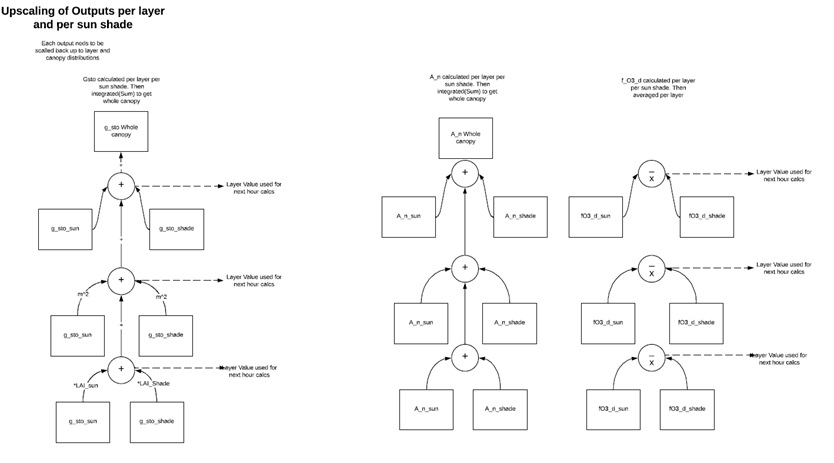 Upscaling of Outputs per layer
and per sun shade
Each output neds to be
scalled back up to layer and
canopy distributions
Gsto calculated per layer per
sun shade. Then
integrated(Sum) to get
whole canopy
g_sto Whole
canopy
+
Layer Value used for
next hour calcs
g_sto_sun
g_sto_shade
+
+
Layer Value used for
next hour calcs
m^2
m^2
g_sto_sun
g_sto_shade
+
+
Layer Value used for
next hour calcs
*LAI_sun
*LAI_Shade
g_sto_sun
g_sto_shade
A_n calculated per layer per
sun shade. Then
integrated(Sum) to get
whole canopy
A_n Whole
canopy
+
A_n_sun
A_n_shade
+
A_n_sun
A_n_shade
+
A_n_sun
A_n_shade
f_O3_d calculated per layer
per sun shade. Then
averaged per layer
–
x
Layer Value used for
next hour calcs
fO3_d_sun
fO3_d_shade
–
x
Layer Value used for
next hour calcs
fO3_d_sun
fO3_d_shade
–
x
Layer Value used for
next hour calcs
fO3_d_sun
fO3_d_shade